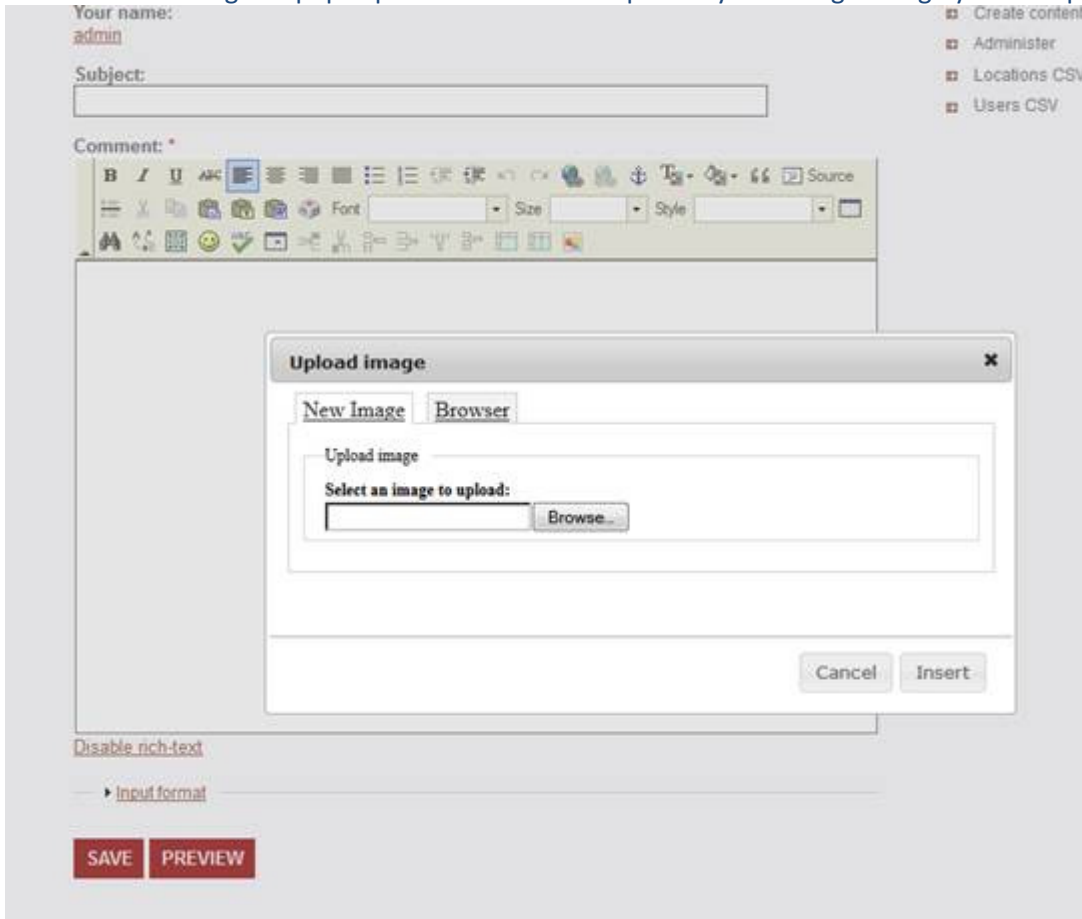 Your name:
admin
Subject:
Comment: *
B I U ABC Source
Font Size Style
Upload image
New Image Browser
Upload image
Select an image to upload:
Browse...
Cancel Insert
Disable rich-text
Input format
SAVE PREVIEW
Create content
Administer
Locations CSV
Users CSV